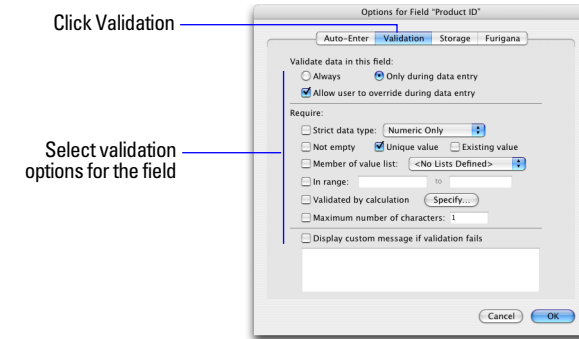 Options for Field "Product ID"
Click Validation
Auto-Enter Validation Storage Furigana
Validate data in this field:
Always Only during data entry
Allow user to override during data entry
Require:
Strict data type: Numeric Only
Not empty Unique value Existing value
Select validation
options for the field
Member of value list: <No Lists Defined>
In range: to
Validated by calculation Specify...
Maximum number of characters: 1
Display custom message if validation fails
Cancel OK